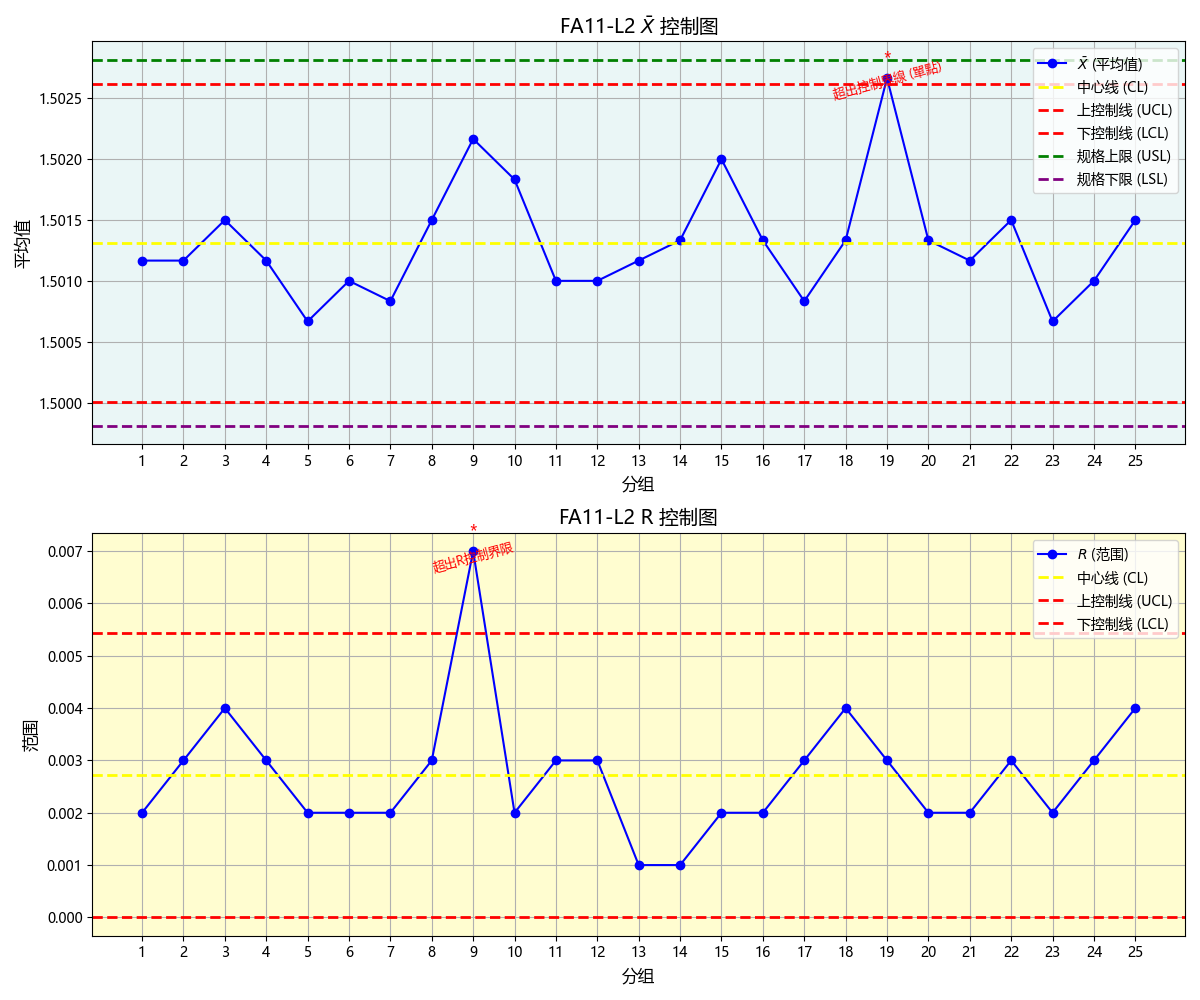 FA11-L2 X̄ 控制图
*
超出控制界線 (單點)
X̄ (平均值)
中心线 (CL)
上控制线 (UCL)
下控制线 (LCL)
规格上限 (USL)
规格下限 (LSL)
1.5025
1.5020
1.5015
1.5010
1.5005
1.5000
平均值
1 2 3 4 5 6 7 8 9 10 11 12 13 14 15 16 17 18 19 20 21 22 23 24 25
分组
FA11-L2 R 控制图
*
超出R控制界限
R (范围)
中心线 (CL)
上控制线 (UCL)
下控制线 (LCL)
0.007
0.006
0.005
0.004
0.003
0.002
0.001
0.000
范围
1 2 3 4 5 6 7 8 9 10 11 12 13 14 15 16 17 18 19 20 21 22 23 24 25
分组